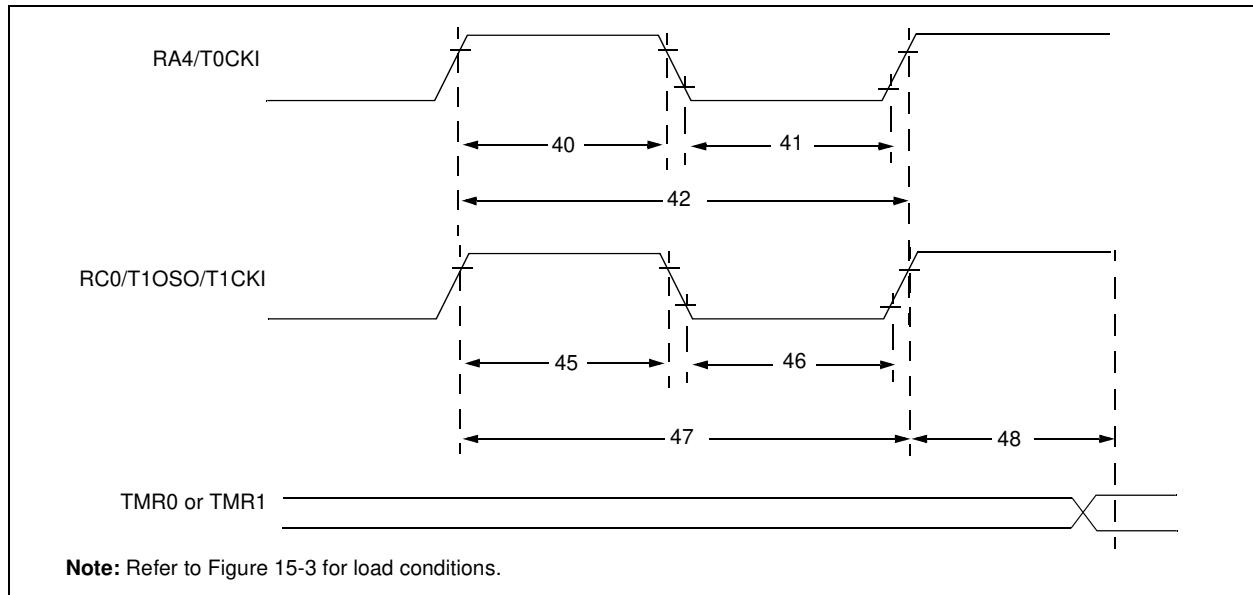 RA4/T0CKI
40
41
42
RC0/T1OSO/T1CKI
45
46
47
48
TMR0 or TMR1
Note: Refer to Figure 15-3 for load conditions.